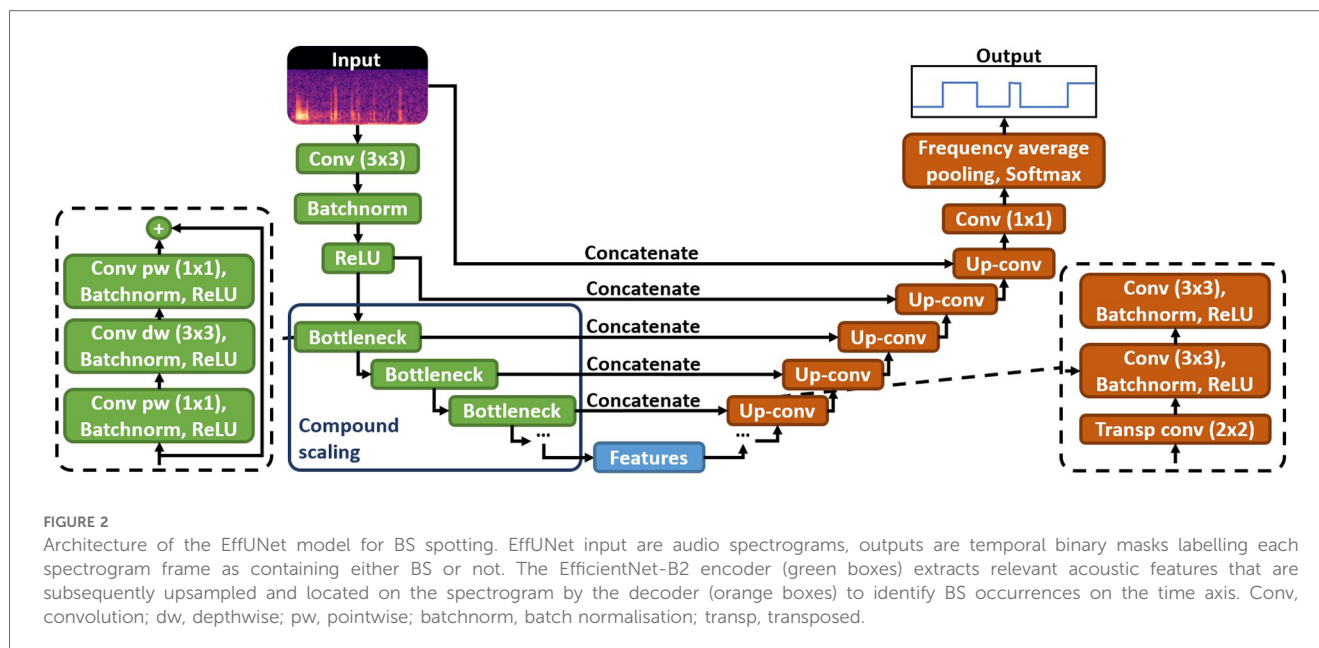 Input
Output
Conv (3x3)
Batchnorm
ReLU
Frequency average
pooling, Softmax
Conv (1x1)
+
Conv pw (1x1),
Batchnorm, ReLU
Conv dw (3x3),
Batchnorm, ReLU
Conv pw (1x1),
Batchnorm, ReLU
Concatenate
Up-conv
Concatenate
Up-conv
Bottleneck
Concatenate
Up-conv
Bottleneck
Concatenate
Up-conv
Bottleneck
Concatenate
Up-conv
Compound
scaling
...
Features
...
Conv (3x3),
Batchnorm, ReLU
Conv (3x3),
Batchnorm, ReLU
Transp conv (2x2)
FIGURE 2
Architecture of the EffUNet model for BS spotting. EffUNet input are audio spectrograms, outputs are temporal binary masks labelling each
spectrogram frame as containing either BS or not. The EfficientNet-B2 encoder (green boxes) extracts relevant acoustic features that are
subsequently upsampled and located on the spectrogram by the decoder (orange boxes) to identify BS occurrences on the time axis. Conv,
convolution; dw, depthwise; pw, pointwise; batchnorm, batch normalisation; transp, transposed.